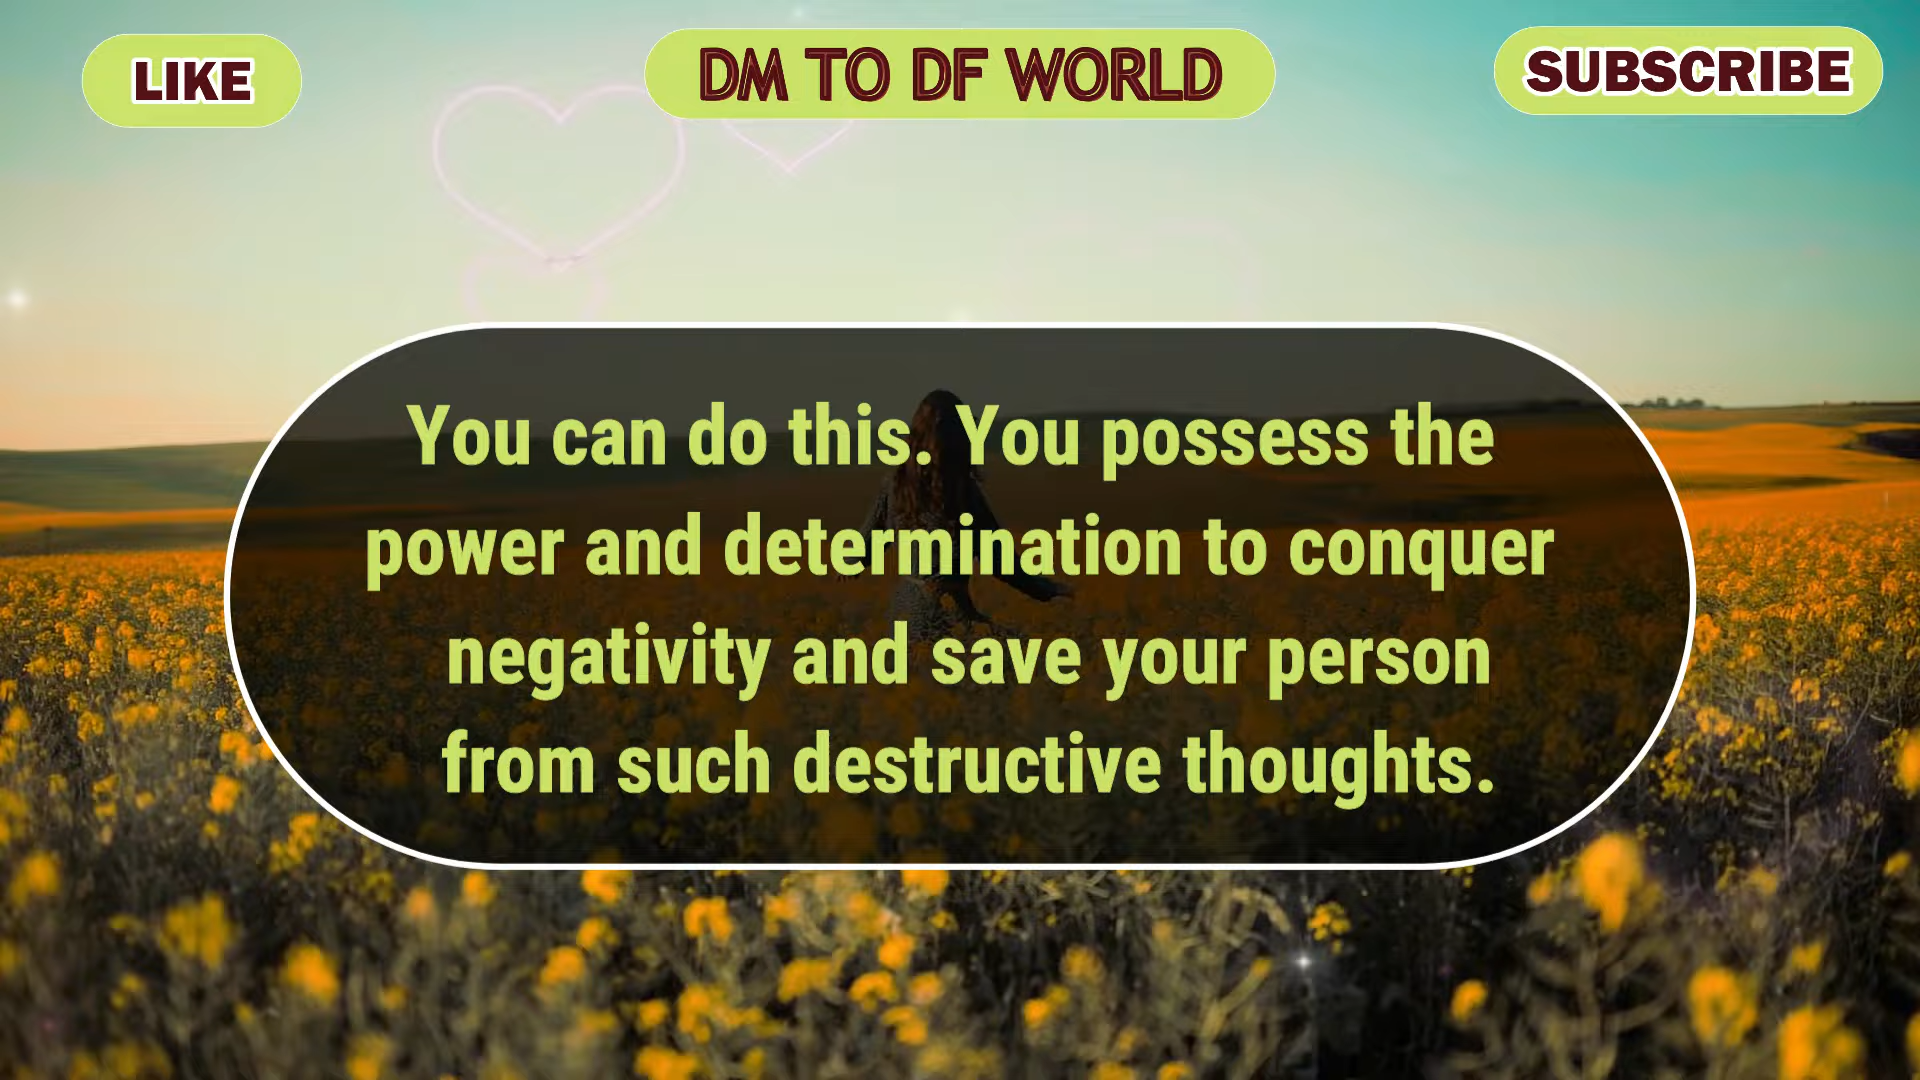 LIKE
DM TO DF WORLD
SUBSCRIBE
You can do this. You possess the
power and determination to conquer
negativity and save your person
from such destructive thoughts.